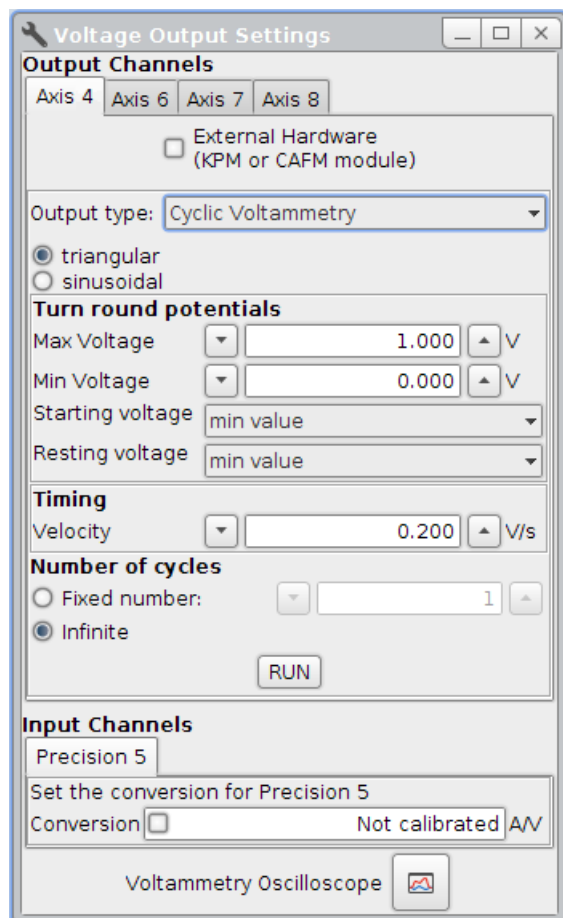 Voltage Output Settings
Output Channels
Axis 4 Axis 6 Axis 7 Axis 8
External Hardware
(KPM or CAFM module)
Output type: Cyclic Voltammetry
triangular
sinusoidal
Turn round potentials
Max Voltage 1.000 V
Min Voltage 0.000 V
Starting voltage min value
Resting voltage min value
Timing
Velocity 0.200 V/s
Number of cycles
Fixed number: 1
Infinite
RUN
Input Channels
Precision 5
Set the conversion for Precision 5
Conversion Not calibrated A/V
Voltammetry Oscilloscope